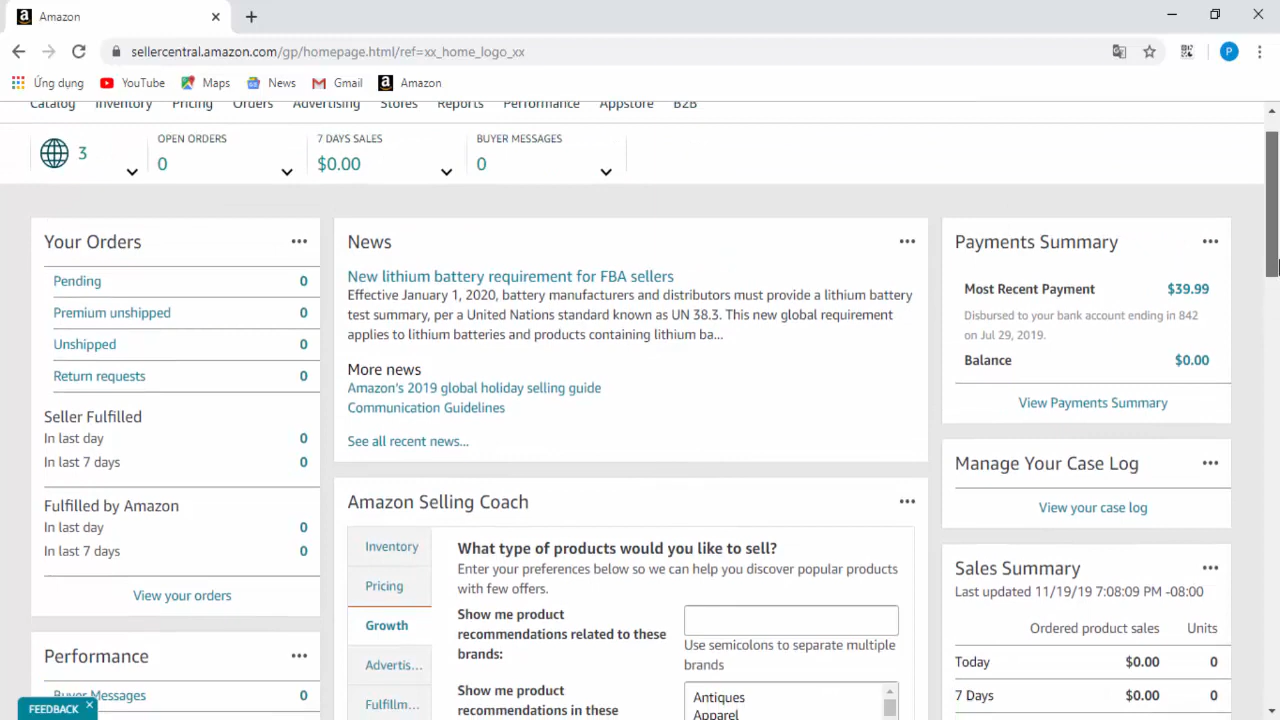 Amazon
sellercentral.amazon.com/gp/homepage.html/ref=xx_home_logo_xx
P
Ứng dụng YouTube Maps News Gmail Amazon
Catalog Inventory Pricing Orders Advertising Stores Reports Performance Appstore B2B
3
OPEN ORDERS
0
7 DAYS SALES
$0.00
BUYER MESSAGES
0
Your Orders
Pending 0
Premium unshipped 0
Unshipped 0
Return requests 0
Seller Fulfilled
In last day 0
In last 7 days 0
Fulfilled by Amazon
In last day 0
In last 7 days 0
View your orders
Performance
Buyer Messages 0
FEEDBACK
News
New lithium battery requirement for FBA sellers
Effective January 1, 2020, battery manufacturers and distributors must provide a lithium battery
test summary, per a United Nations standard known as UN 38.3. This new global requirement
applies to lithium batteries and products containing lithium ba...
More news
Amazon's 2019 global holiday selling guide
Communication Guidelines
See all recent news...
Amazon Selling Coach
Inventory
Pricing
Growth
Advertis...
Fulfillm...
What type of products would you like to sell?
Enter your preferences below so we can help you discover popular products
with few offers.
Show me product
recommendations related to these
brands:
Use semicolons to separate multiple
brands
Show me product
recommendations in these
Antiques
Apparel
Payments Summary
Most Recent Payment $39.99
Disbursed to your bank account ending in 842
on Jul 29, 2019.
Balance $0.00
View Payments Summary
Manage Your Case Log
View your case log
Sales Summary
Last updated 11/19/19 7:08:09 PM -08:00
Ordered product sales Units
Today $0.00 0
7 Days $0.00 0